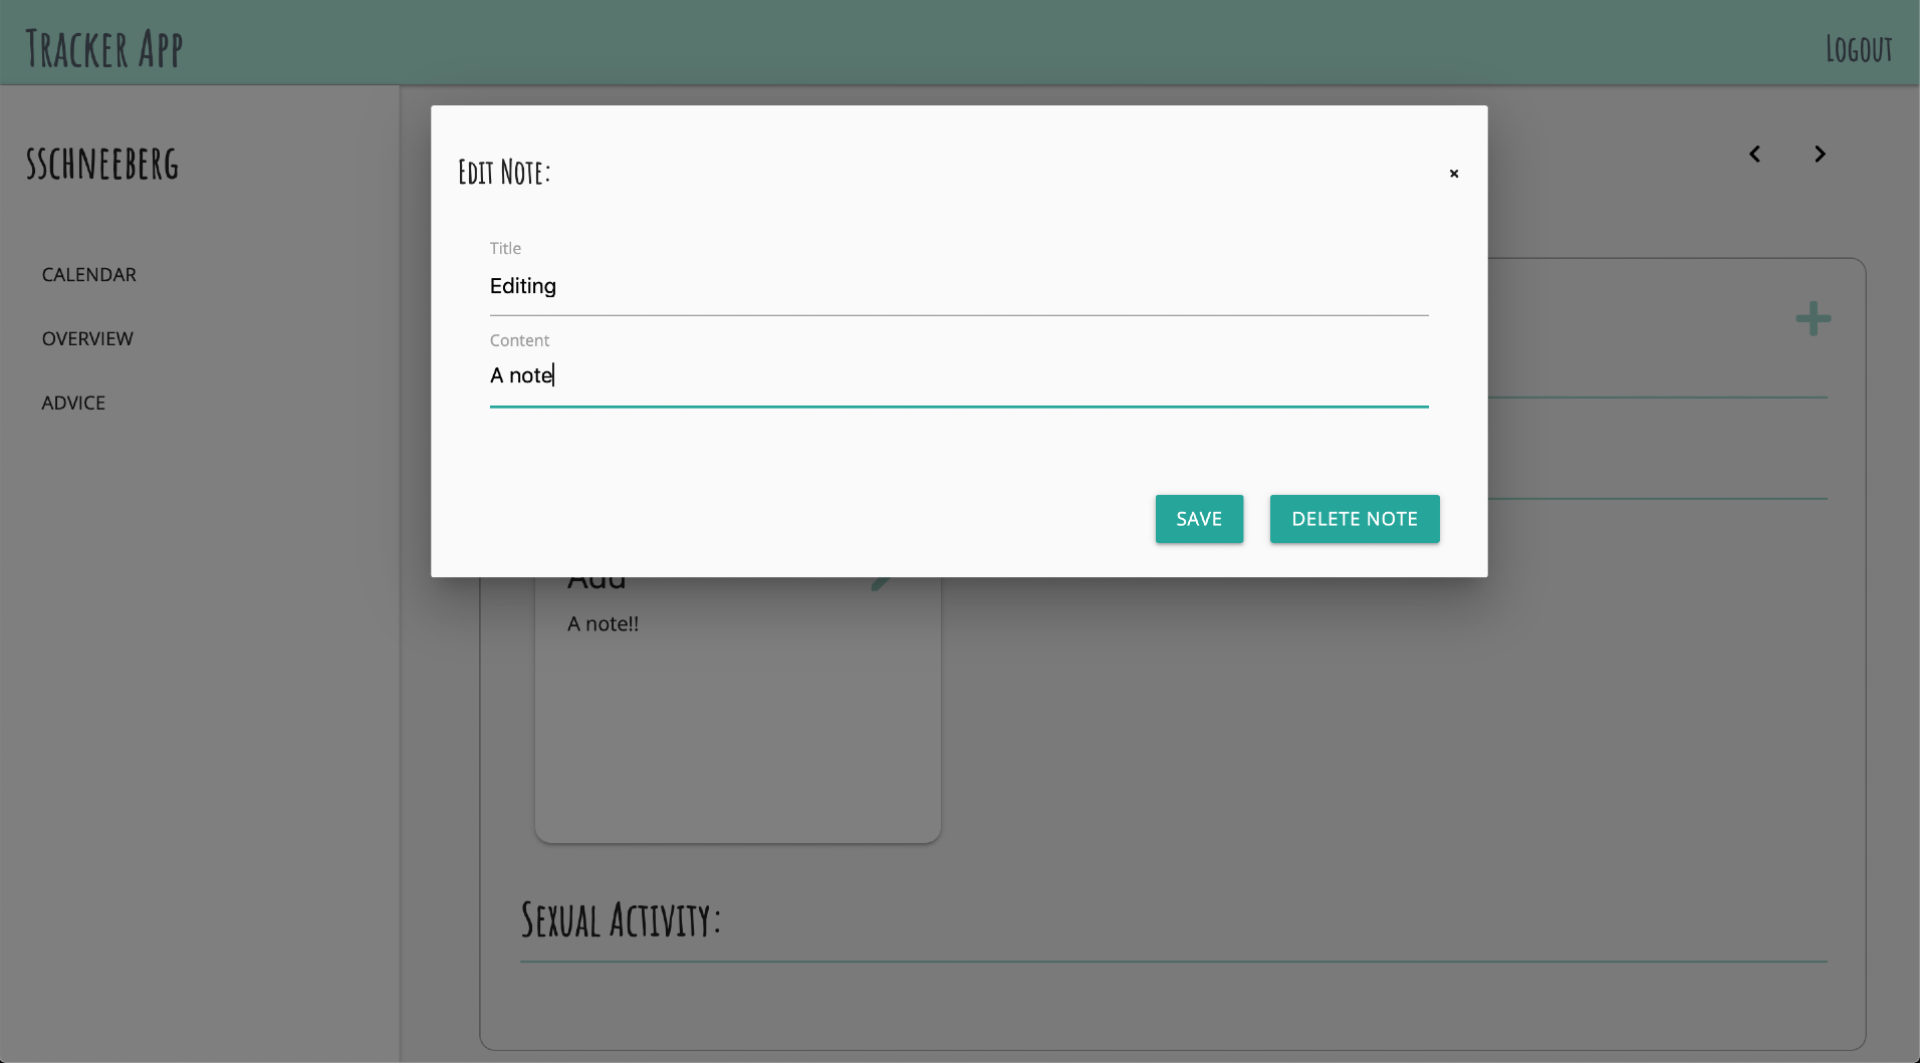 Tracker App
Logout
sschneeberg
CALENDAR
OVERVIEW
ADVICE
Edit Note:
×
Title
Editing
Content
A note
SAVE
DELETE NOTE
Add
A note!!
Sexual Activity: